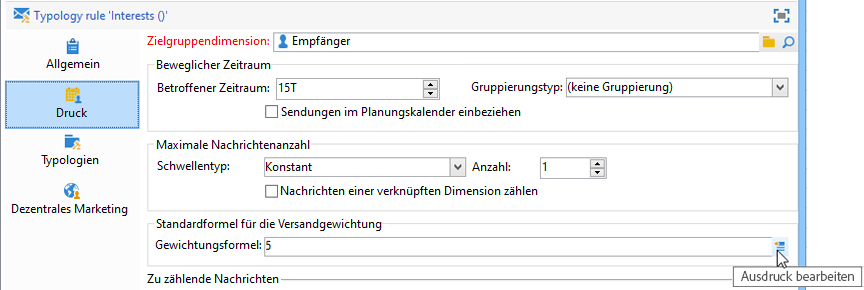 Typology rule 'Interests ()'
Zielgruppendimension: Empfänger
Allgemein
Beweglicher Zeitraum
Betroffener Zeitraum: 15T Gruppierungstyp: (keine Gruppierung)
Sendungen im Planungskalender einbeziehen
Druck
Maximale Nachrichtenanzahl
Typologien
Schwellentyp: Konstant Anzahl: 1
Nachrichten einer verknüpften Dimension zählen
Dezentrales Marketing
Standardformel für die Versandgewichtung
Gewichtungsformel: 5
Ausdruck bearbeiten
Zu zählende Nachrichten